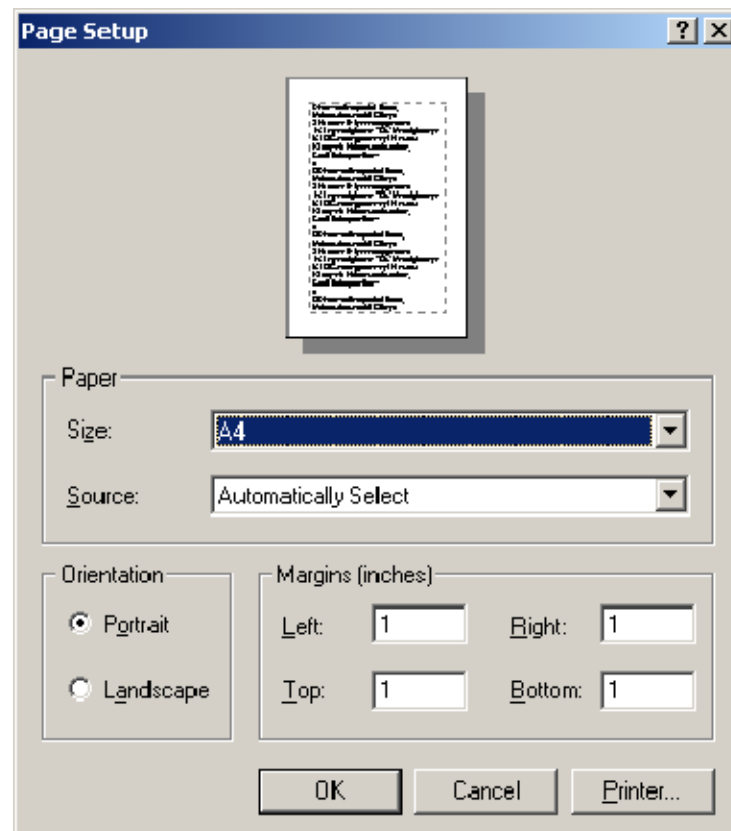 Page Setup
Paper
Size: A4
Source: Automatically Select
Orientation
Portrait
Landscape
Margins (inches)
Left: 1 Right: 1
Top: 1 Bottom: 1
OK Cancel Printer...